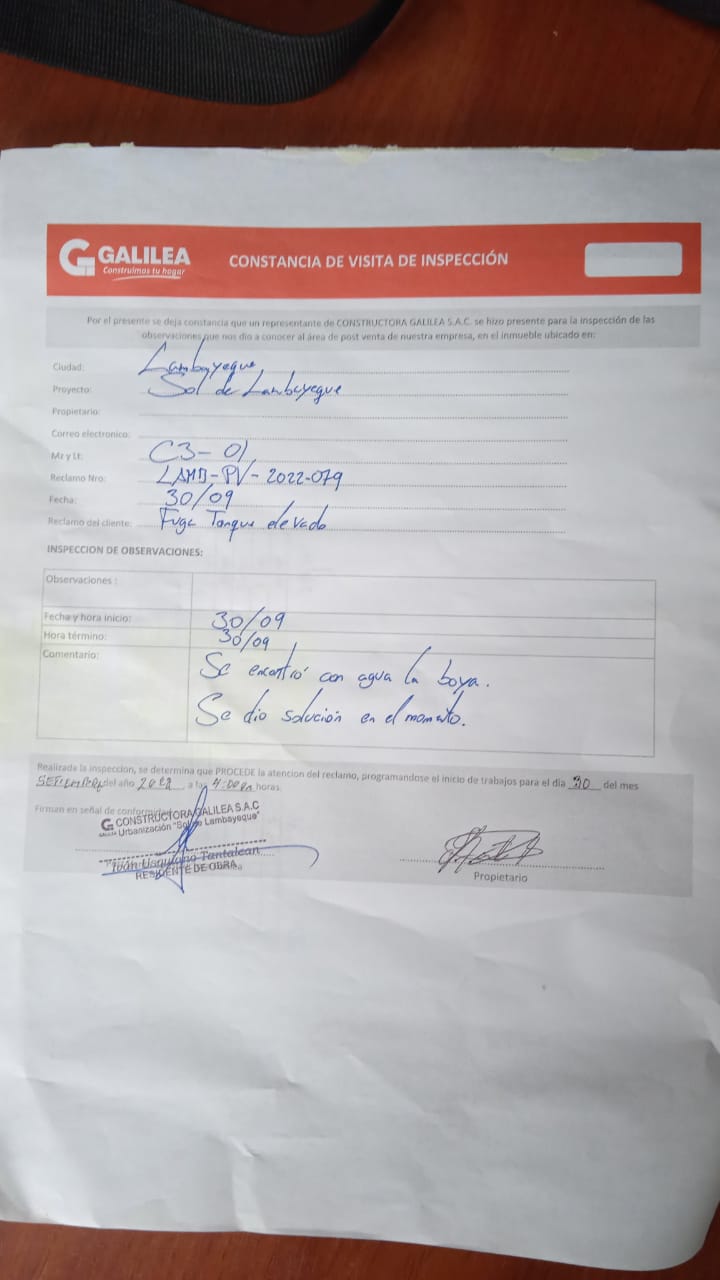 GALILEA
Construimos tu hogar
CONSTANCIA DE VISITA DE INSPECCIÓN
Por el presente se deja constancia que un representante de CONSTRUCTORA GALILEA S.A.C. se hizo presente para la inspección de las
observaciones que nos dio a conocer al área de post venta de nuestra empresa, en el inmueble ubicado en:
Ciudad: Lambayeque
Proyecto: Sol de Lambayeque
Propietario:
Correo electronico:
Mz y Lt: C3-01
Reclamo Nro: LAMB-PV-2022-079
Fecha: 30/09
Reclamo del cliente: Fuga Tanque elevado
INSPECCION DE OBSERVACIONES:
Observaciones :
Fecha y hora inicio: 30/09
Hora término: 30/09
Comentario: Se encontró con agua la boya.
Se dio solución en el momento.
Realizada la inspeccion, se determina que PROCEDE la atencion del reclamo, programandose el inicio de trabajos para el dia 30 del mes
SETIEMBRE del año 2022, a las 4:00 horas.
Firman en señal de conformidad
CONSTRUCTORA GALILEA S.A.C
Urbanización "Sol de Lambayeque"
Tantalean
RESIDENTE DE OBRA
Propietario